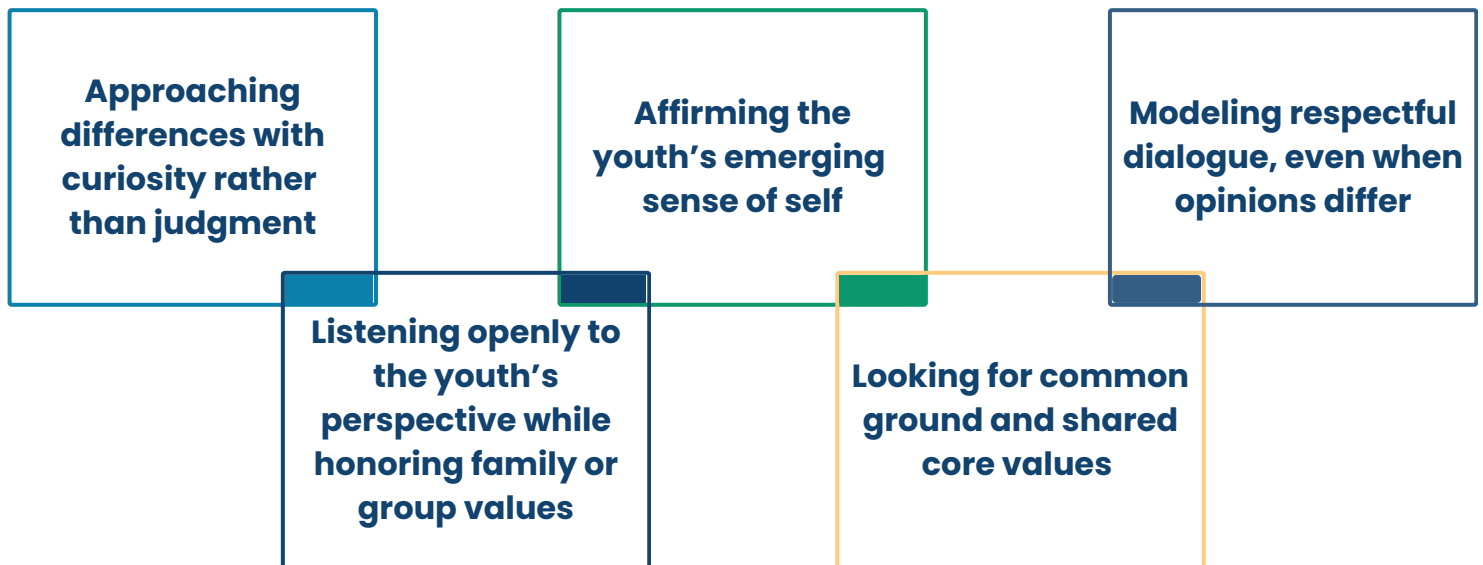 Approaching
differences with
curiosity rather
than judgment
Listening openly to
the youth’s
perspective while
honoring family or
group values
Affirming the
youth’s emerging
sense of self
Looking for common
ground and shared
core values
Modeling respectful
dialogue, even when
opinions differ